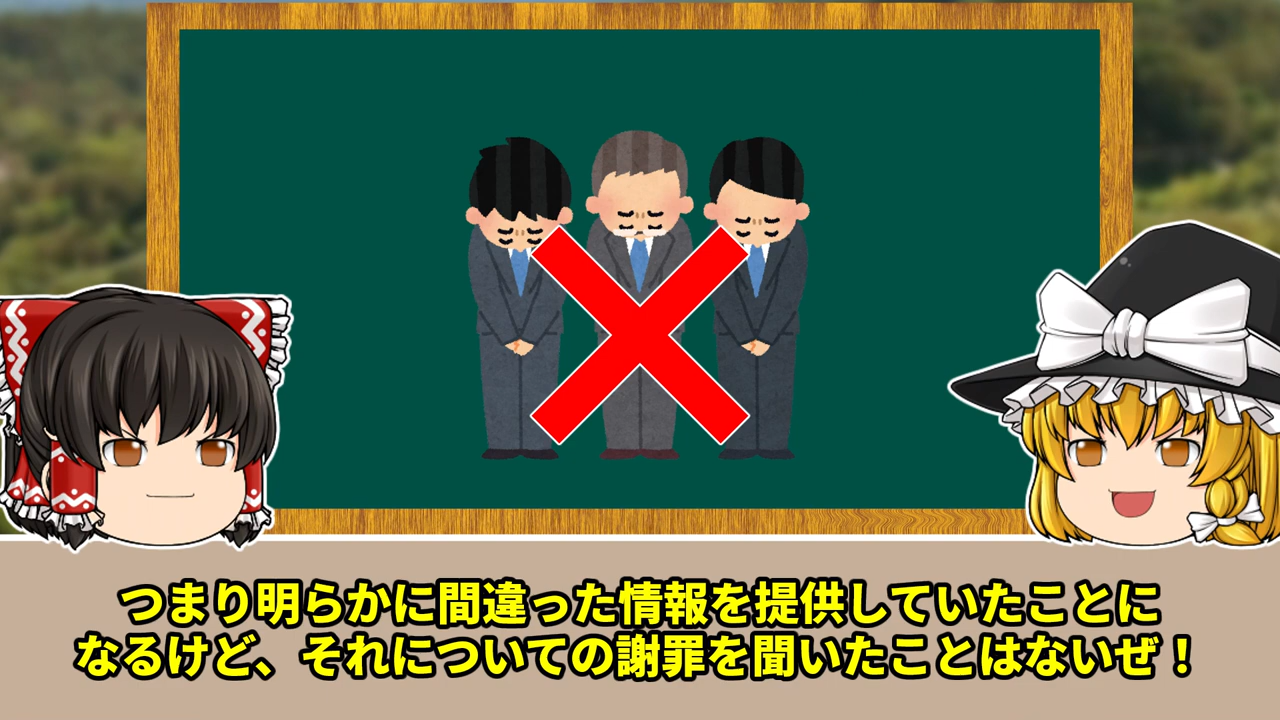 つまり明らかに間違った情報を提供していたことに
なるけど、それについての謝罪を聞いたことはないぜ！